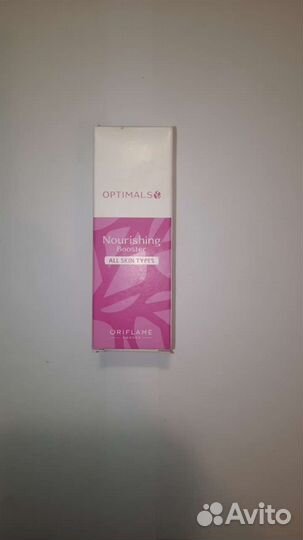 OPTIMALS
Nourishing
Booster
ALL SKIN TYPES
ORIFLAME
SWEDEN
Avito